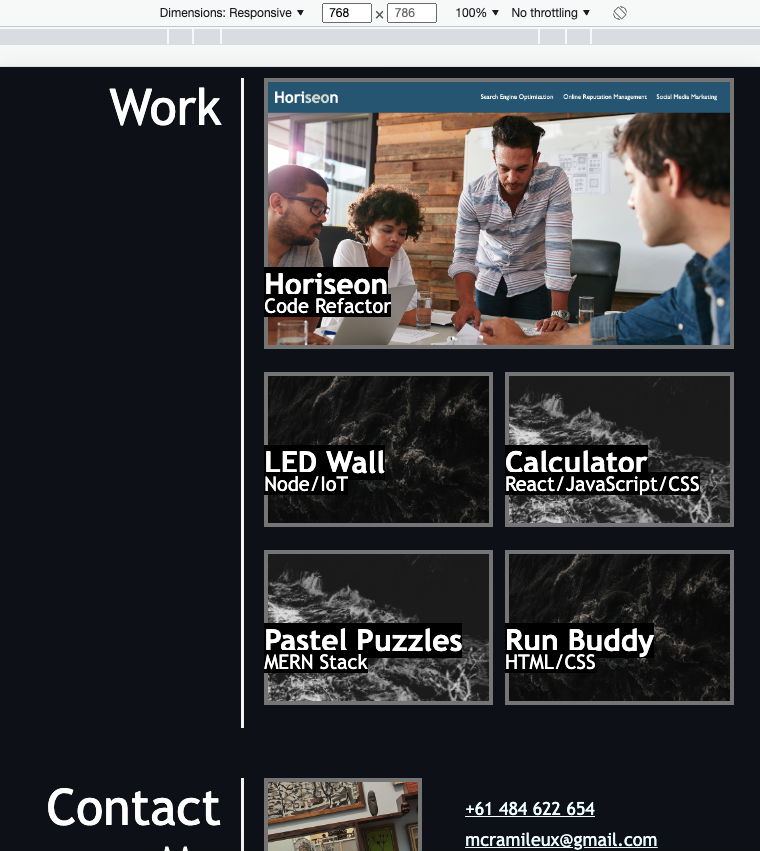 Dimensions: Responsive ▼ 768 × 786 100% ▼ No throttling ▼
Work
Horiseon Search Engine Optimization Online Reputation Management Social Media Marketing
Horiseon
Code Refactor
LED Wall
Node/IoT
Calculator
React/JavaScript/CSS
Pastel Puzzles
MERN Stack
Run Buddy
HTML/CSS
Contact
+61 484 622 654
mcramileux@gmail.com